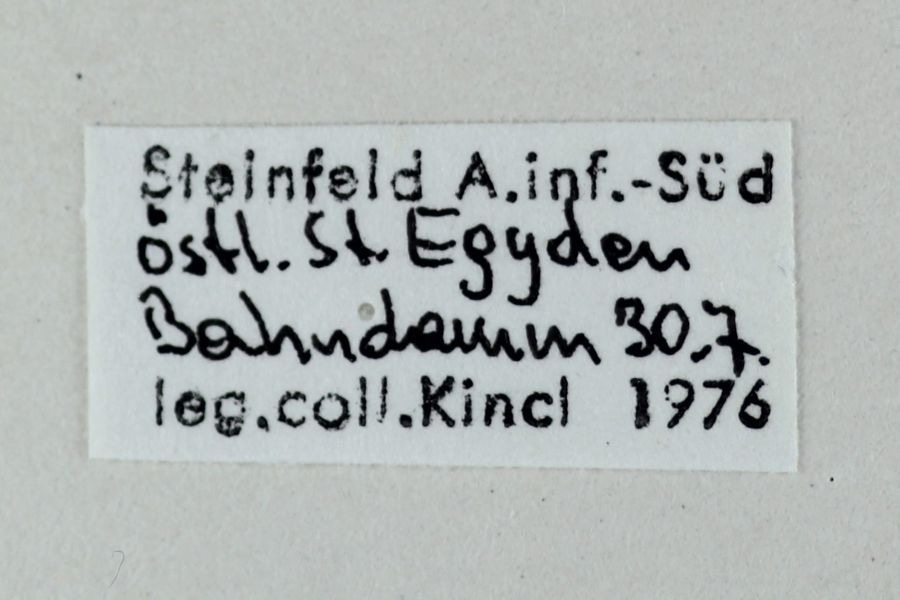 Steinfeld A.inf.-Süd
östl. St. Egyden
Bahndamm 30.7.
leg.coll.Kincl 1976